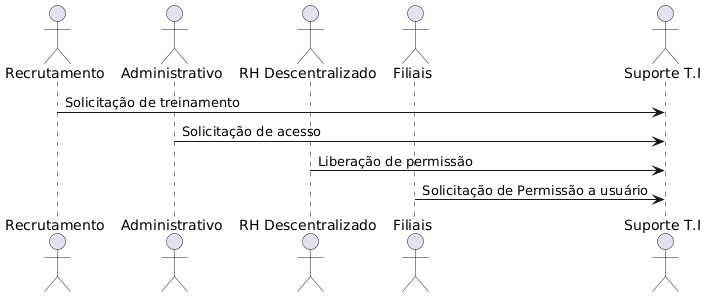 Recrutamento Administrativo RH Descentralizado Filiais Suporte T.I
Solicitação de treinamento
Solicitação de acesso
Liberação de permissão
Solicitação de Permissão a usuário
Recrutamento Administrativo RH Descentralizado Filiais Suporte T.I